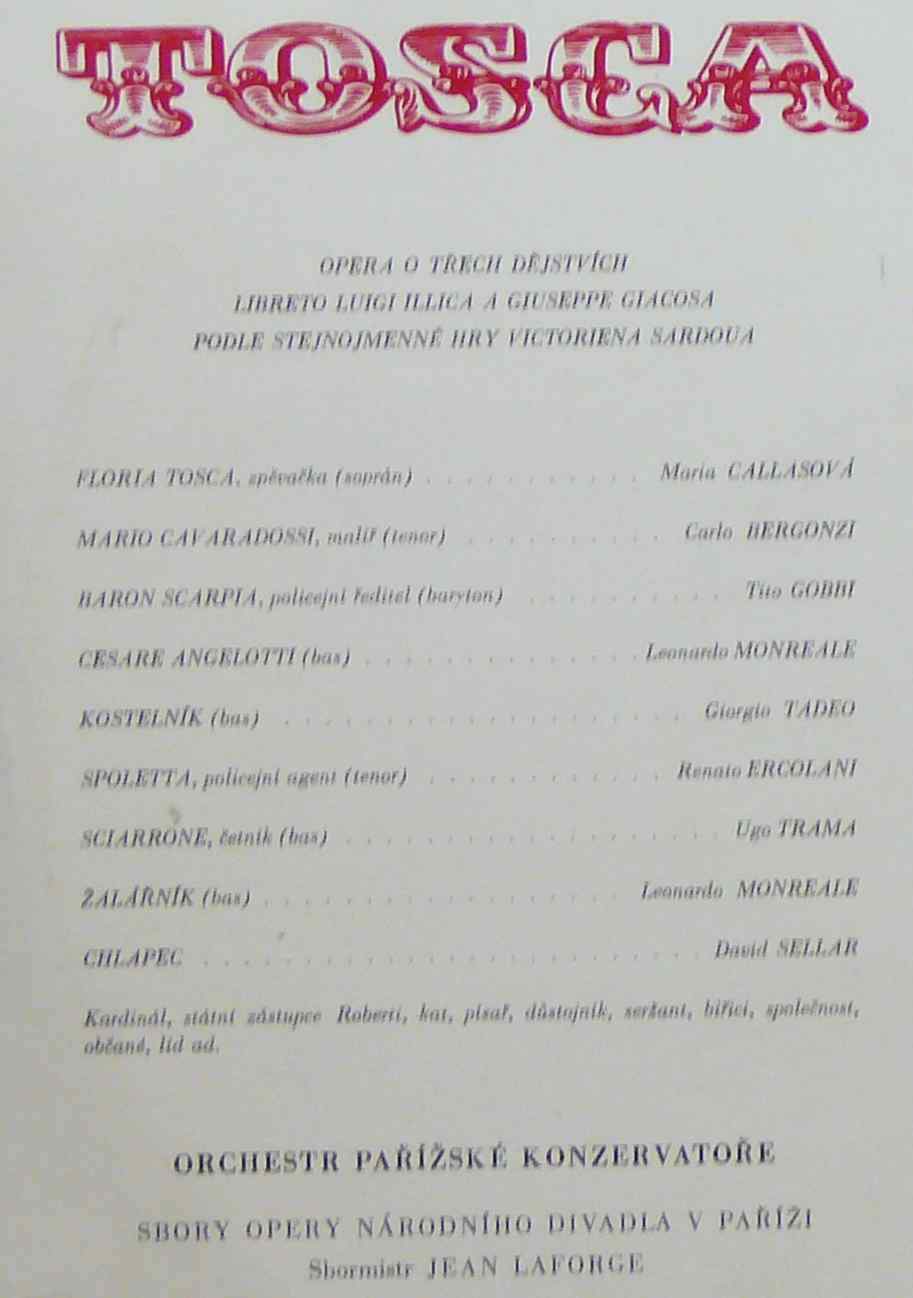 TOSCA
OPERA O TŘECH DĚJSTVÍCH
LIBRETO LUIGI ILLICA A GIUSEPPE GIACOSA
PODLE STEJNOJMENNÉ HRY VICTORIENA SARDOUA
FLORIA TOSCA, spěvačka (soprán) . . . . . . . . . . . Maria CALLASOVÁ
MARIO CAVARADOSSI, malíř (tenor) . . . . . . . . . . Carlo BERGONZI
BARON SCARPIA, policejní ředitel (baryton) . . . . . . . . . . Tito GOBBI
CESARE ANGELOTTI (bas) . . . . . . . . . . . . . . Leonardo MONREALE
KOSTELNÍK (bas) . . . . . . . . . . . . . . . . . . . . Giorgio TADEO
SPOLETTA, policejní agent (tenor) . . . . . . . . . . . . Renato ERCOLANI
SCIARRONE, četník (bas) . . . . . . . . . . . . . . . . . . . Ugo TRAMA
ŽALÁŘNÍK (bas) . . . . . . . . . . . . . . . . . . Leonardo MONREALE
CHLAPEC . . . . . . . . . . . . . . . . . . . . . . . . . David SELLAR
Kardinál, státní zástupce Roberti, kat, písař, důstojník, seržant, biřici, společnost,
občané, lid ad.
ORCHESTR PAŘÍŽSKÉ KONZERVATOŘE
SBORY OPERY NÁRODNÍHO DIVADLA V PAŘÍŽI
Sbormistr JEAN LAFORGE